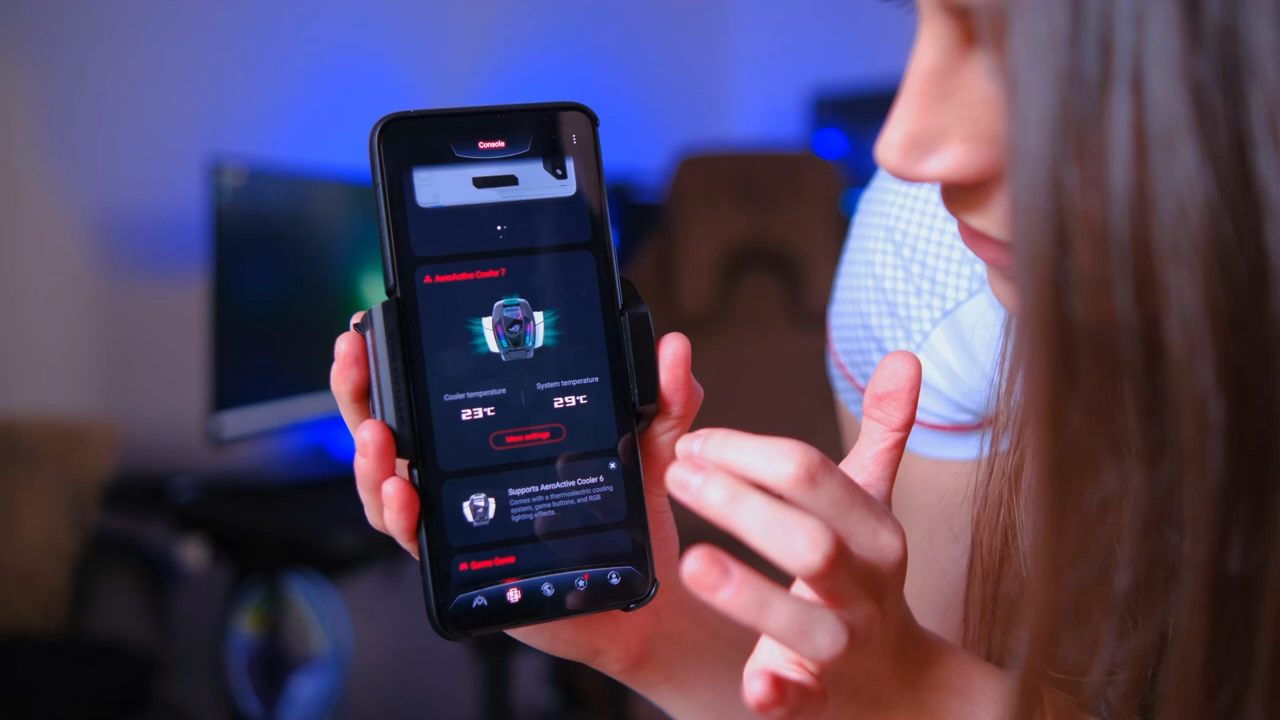 Console
AeroActive Cooler 7
Cooler temperature
System temperature
23°C
29°C
More settings
Supports AeroActive Cooler 6
Comes with a thermoelectric cooling
system, game buttons, and RGB
lighting effects.
Game Genie